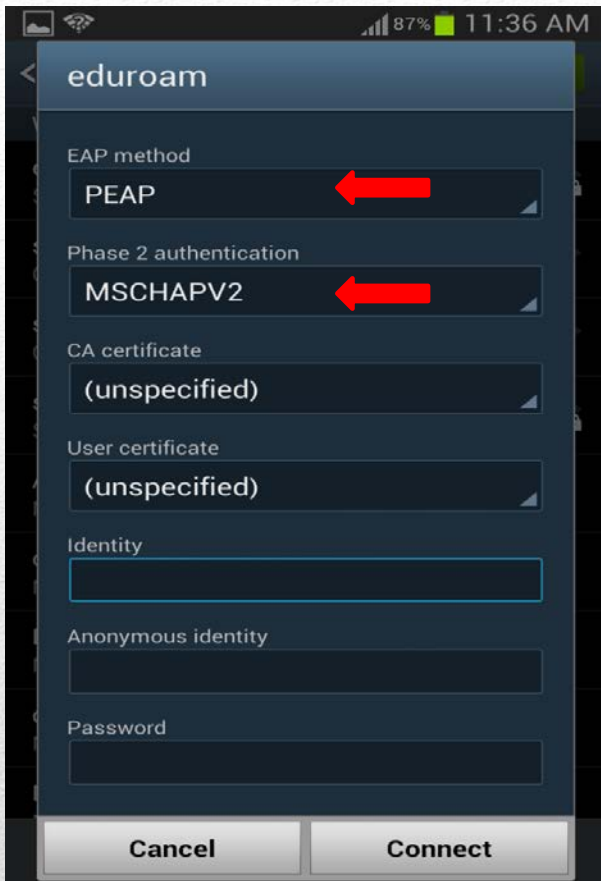 87% 11:36 AM
eduroam
EAP method
PEAP
Phase 2 authentication
MSCHAPV2
CA certificate
(unspecified)
User certificate
(unspecified)
Identity
Anonymous identity
Password
Cancel Connect